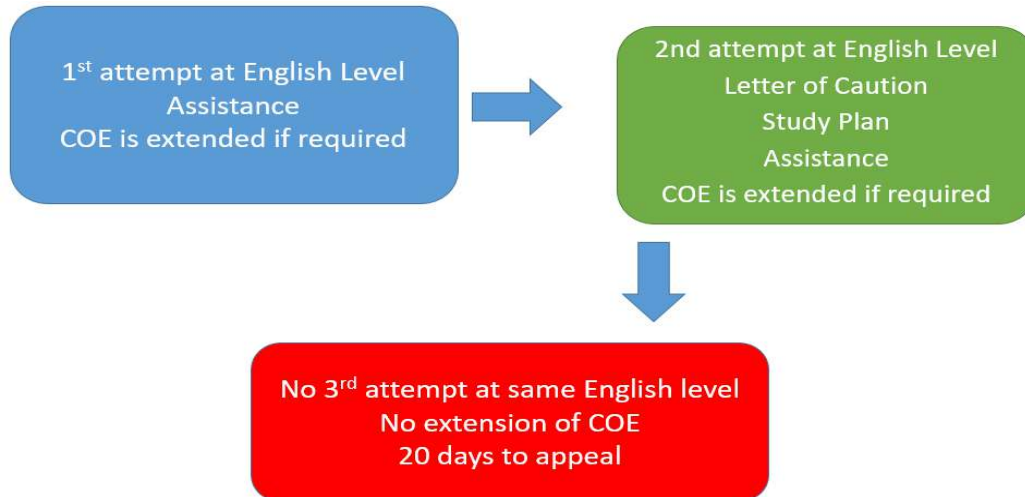 1st attempt at English Level
Assistance
COE is extended if required
2nd attempt at English Level
Letter of Caution
Study Plan
Assistance
COE is extended if required
No 3rd attempt at same English level
No extension of COE
20 days to appeal